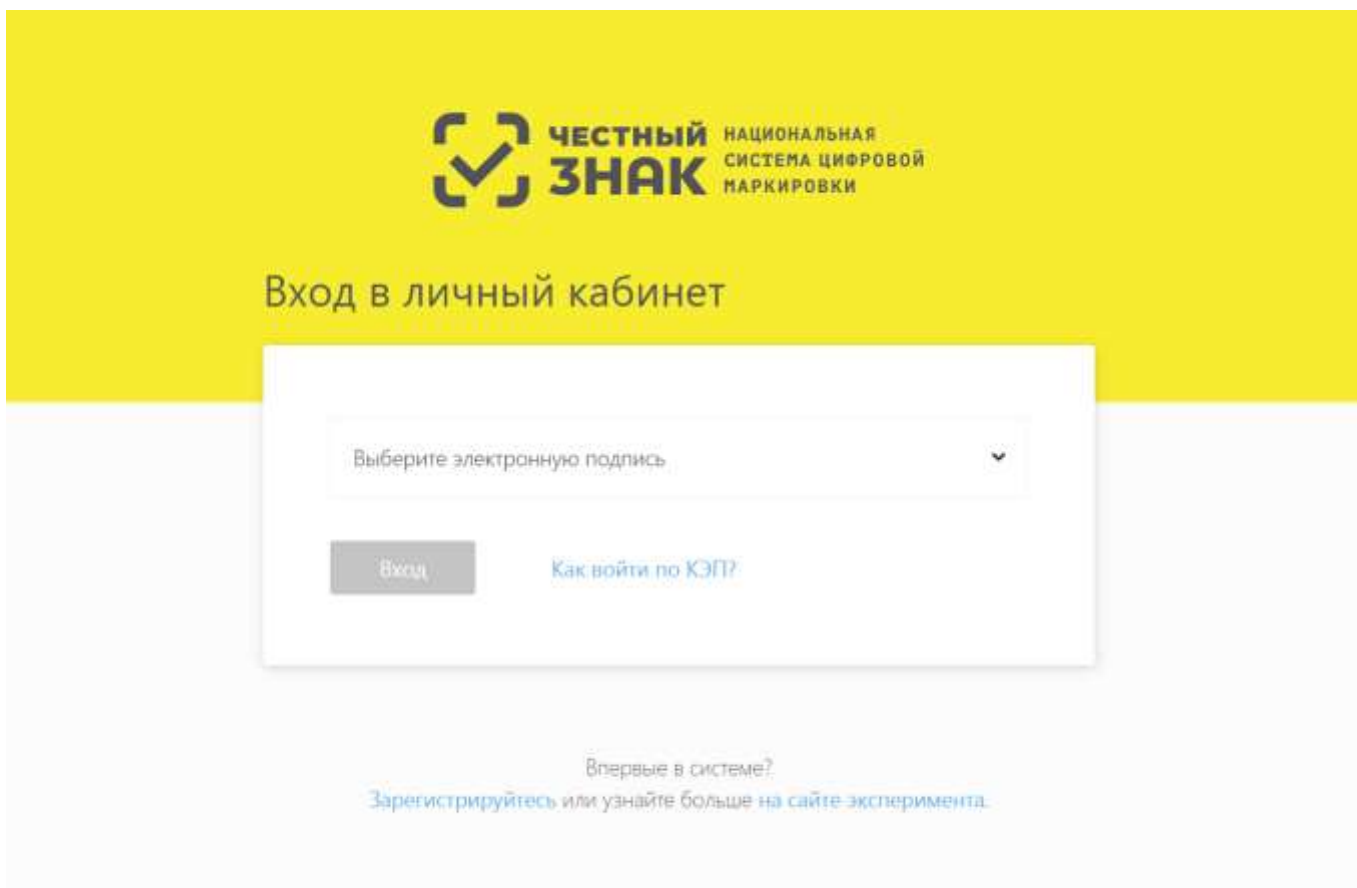 ЧЕСТНЫЙ
ЗНАК
НАЦИОНАЛЬНАЯ
СИСТЕМА ЦИФРОВОЙ
МАРКИРОВКИ
Вход в личный кабинет
Выберите электронную подпись
Вход
Как войти по КЭП?
Впервые в системе?
Зарегистрируйтесь или узнайте больше на сайте эксперимента.